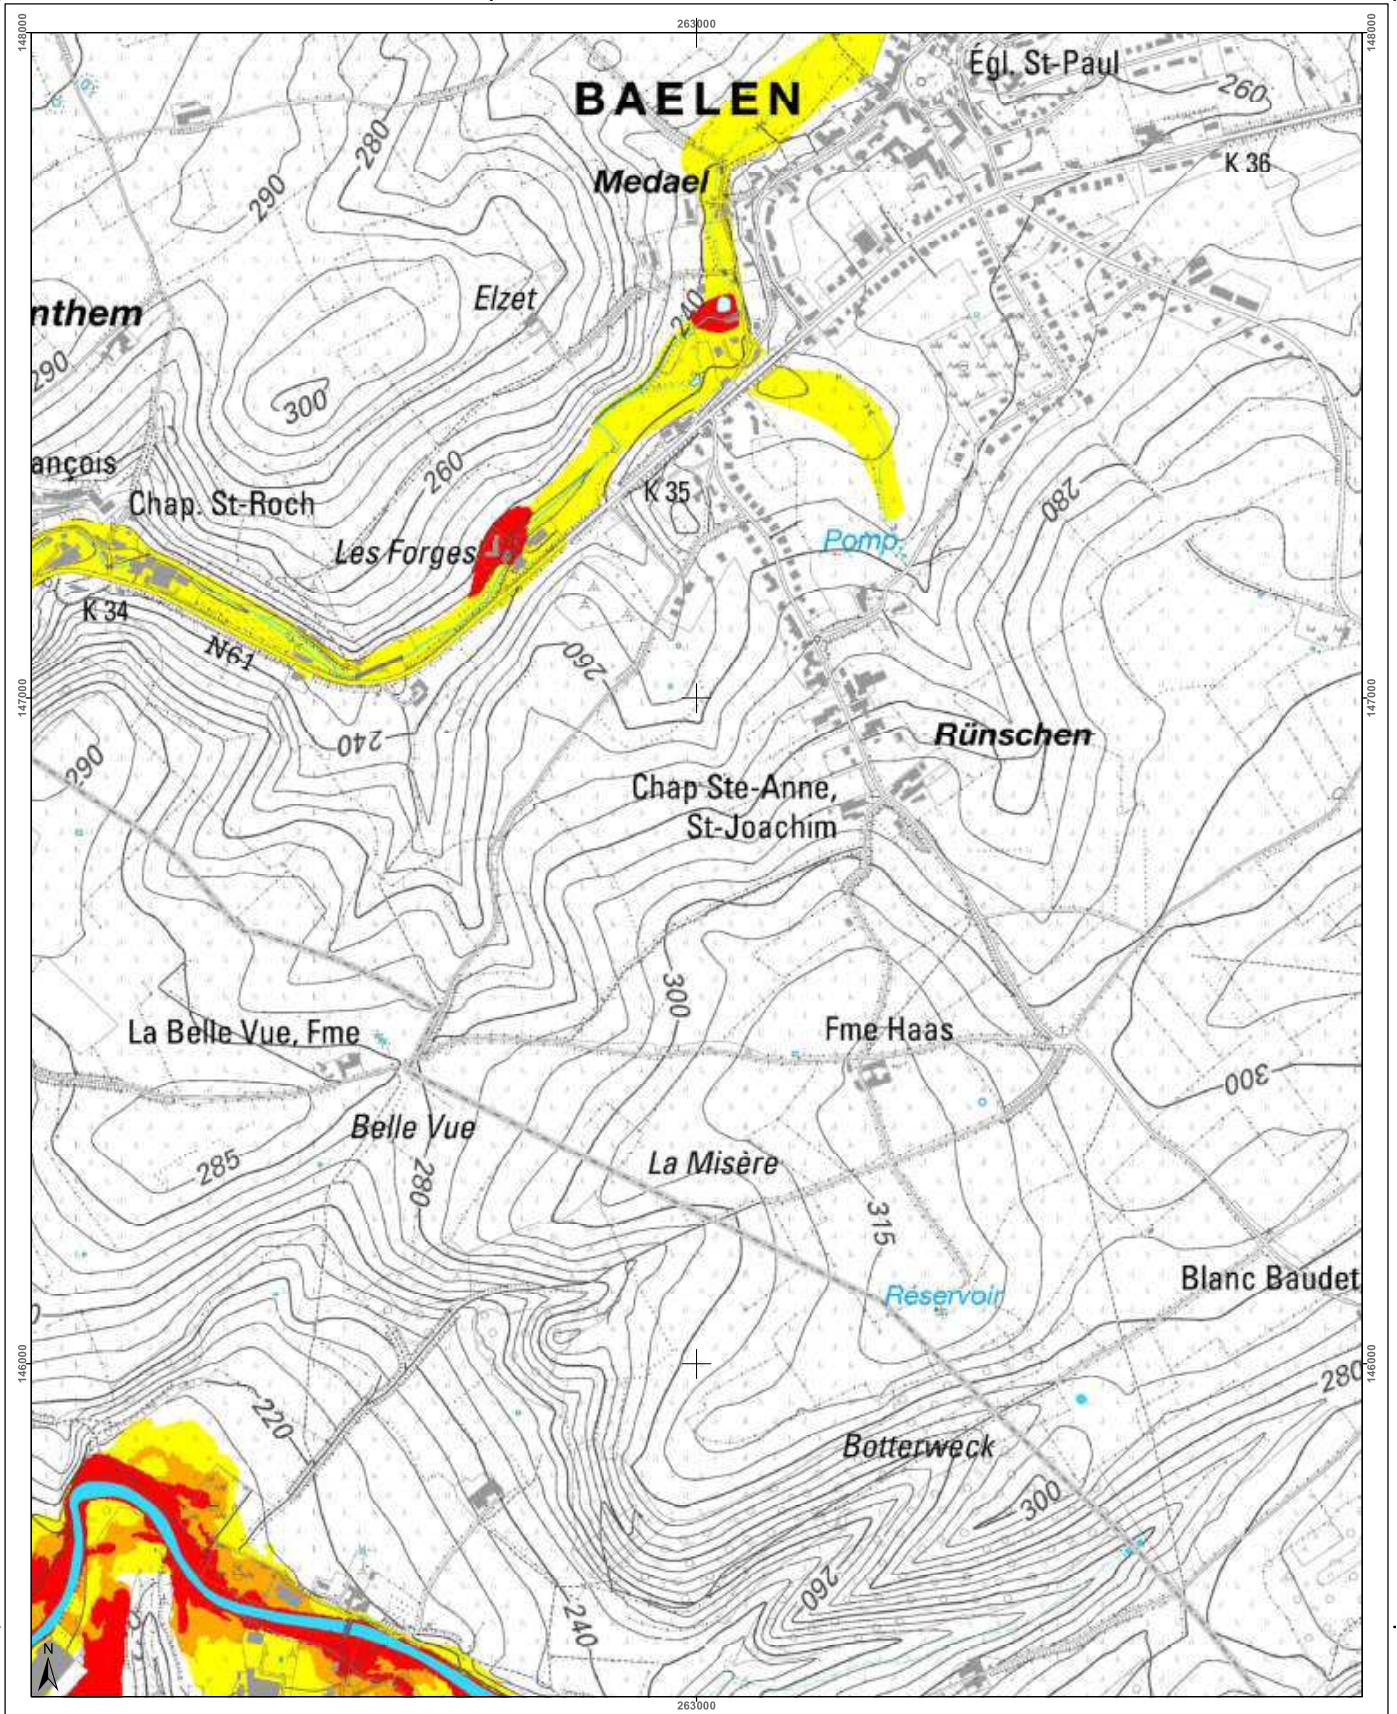 263000
148000
148000
Égl. St-Paul
BAELEN
260
280
K 36
Medael
290
Elzet
240
nthem
290
300
ançois
260
Chap. St-Roch
K 35
280
Les Forges
Pomp.
K 34
N61
260
147000
147000
240
Rünschen
290
Chap Ste-Anne,
St-Joachim
300
La Belle Vue, Fme
Fme Haas
300
Belle Vue
285
280
La Misère
315
Blanc Baudet
Réservoir
0
146000
146000
280
220
Botterweck
300
260
240
N
263000